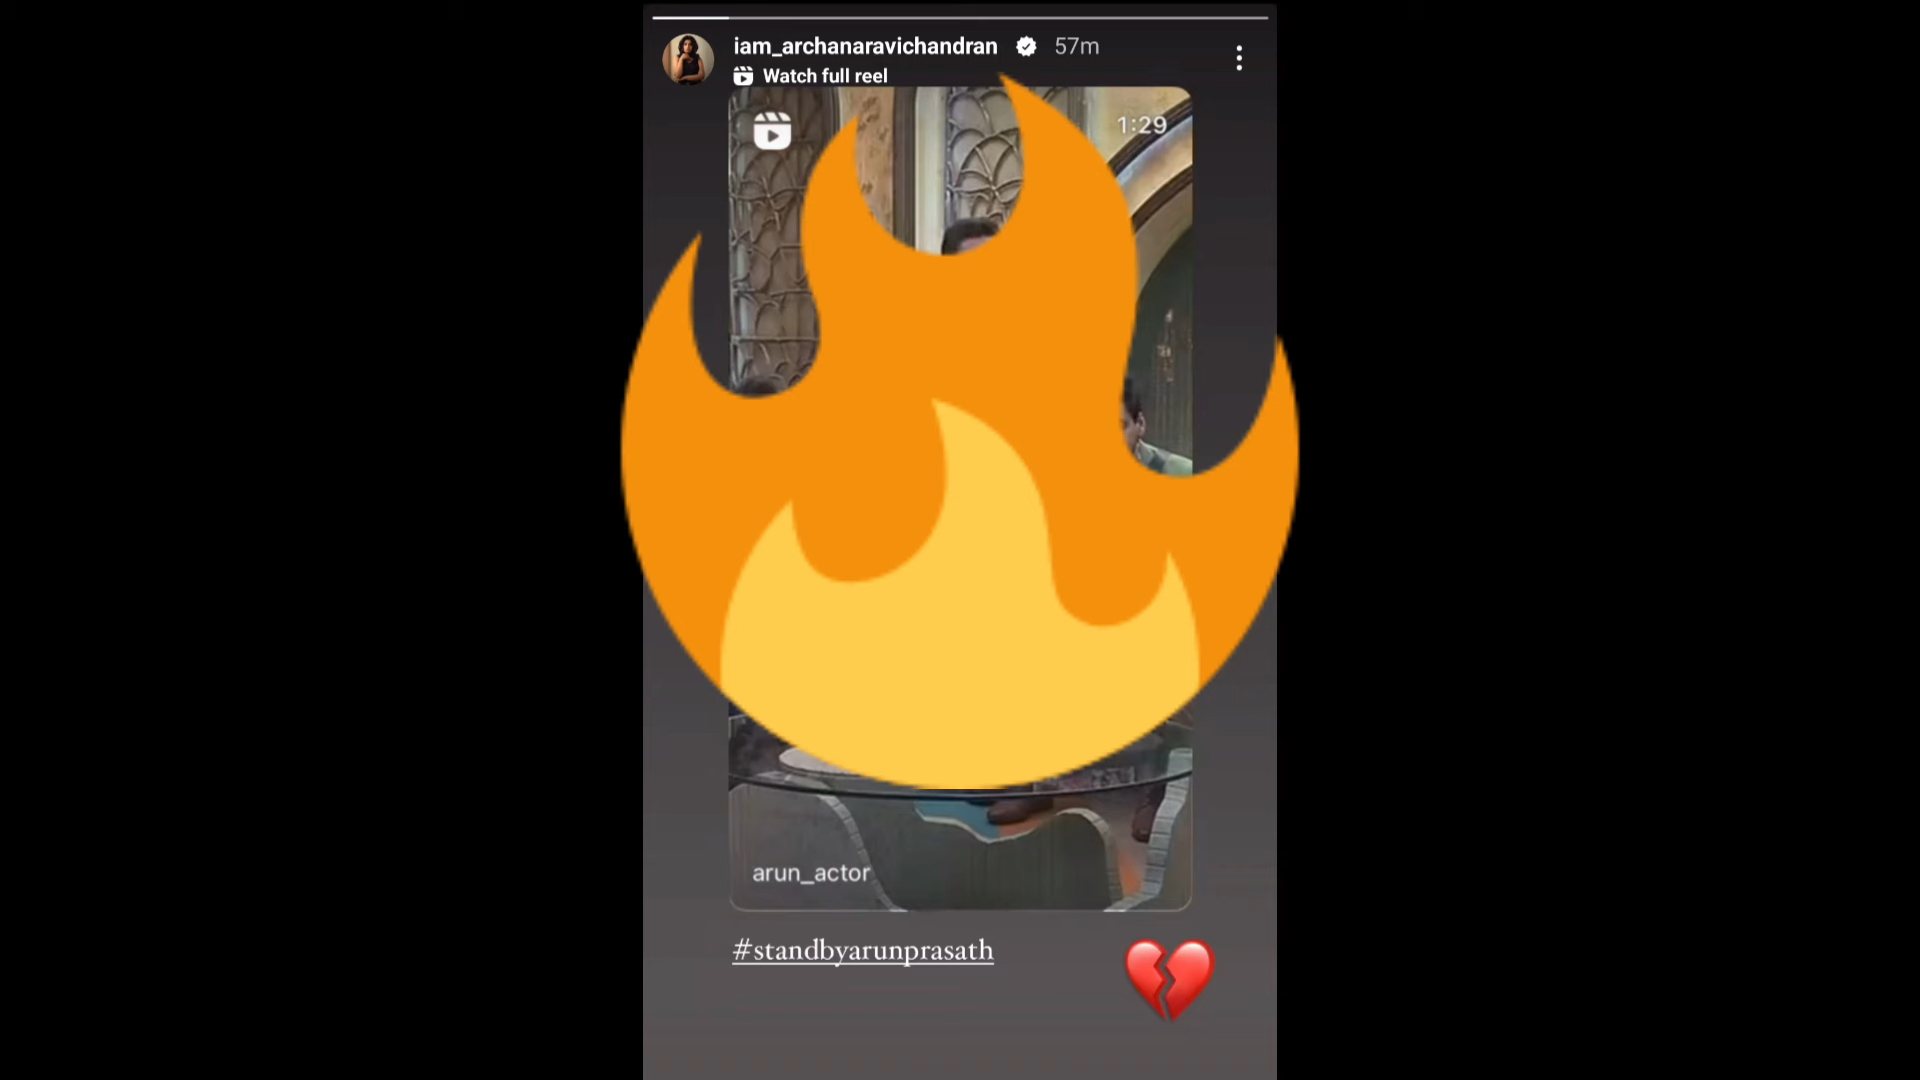 iam_archanaravichandran 57m
Watch full reel
1:29
arun_actor
#standbyarunprasath